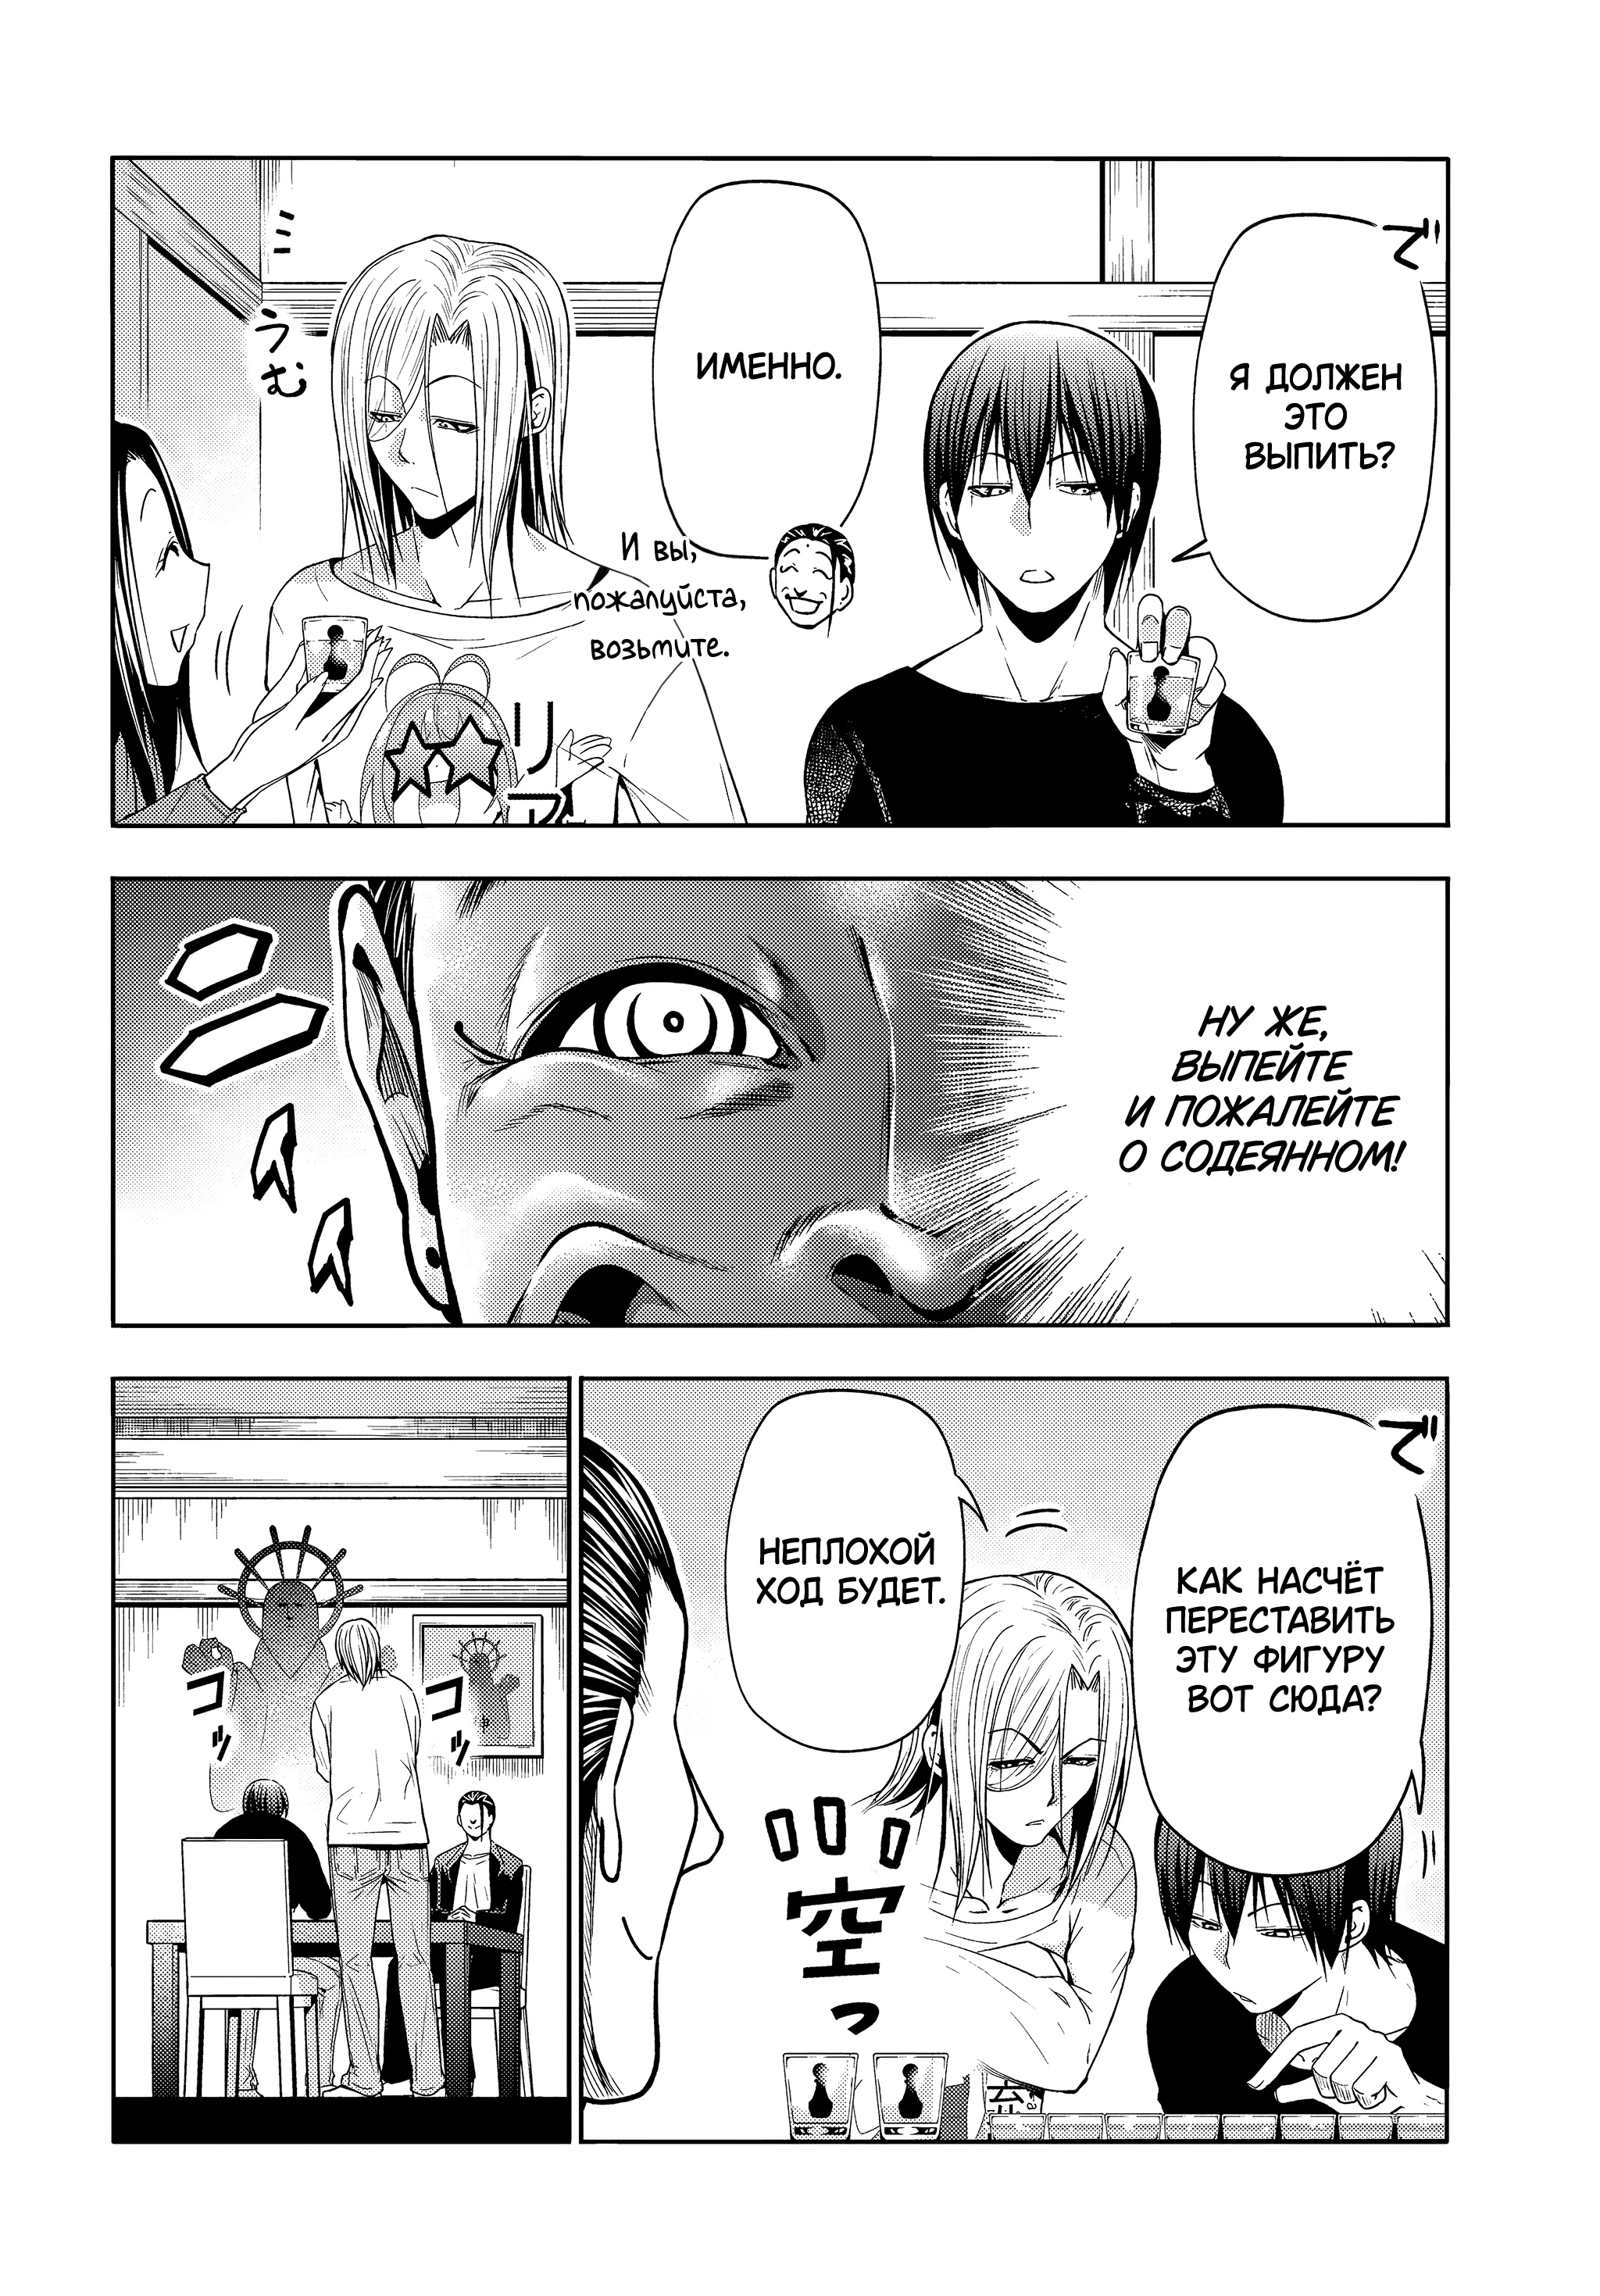 で
Я ДОЛЖЕН
ЭТО
ВЫПИТЬ?
ИМЕННО.
И вы,
пожалуйста,
возьмите.
うむ
リ
ア
НУ ЖЕ,
ВЫПЕЙТЕ
И ПОЖАЛЕЙТЕ
О СОДЕЯННОМ!
で
КАК НАСЧЁТ
ПЕРЕСТАВИТЬ
ЭТУ ФИГУРУ
ВОТ СЮДА?
НЕПЛОХОЙ
ХОД БУДЕТ.
空っ
コッ
コッ